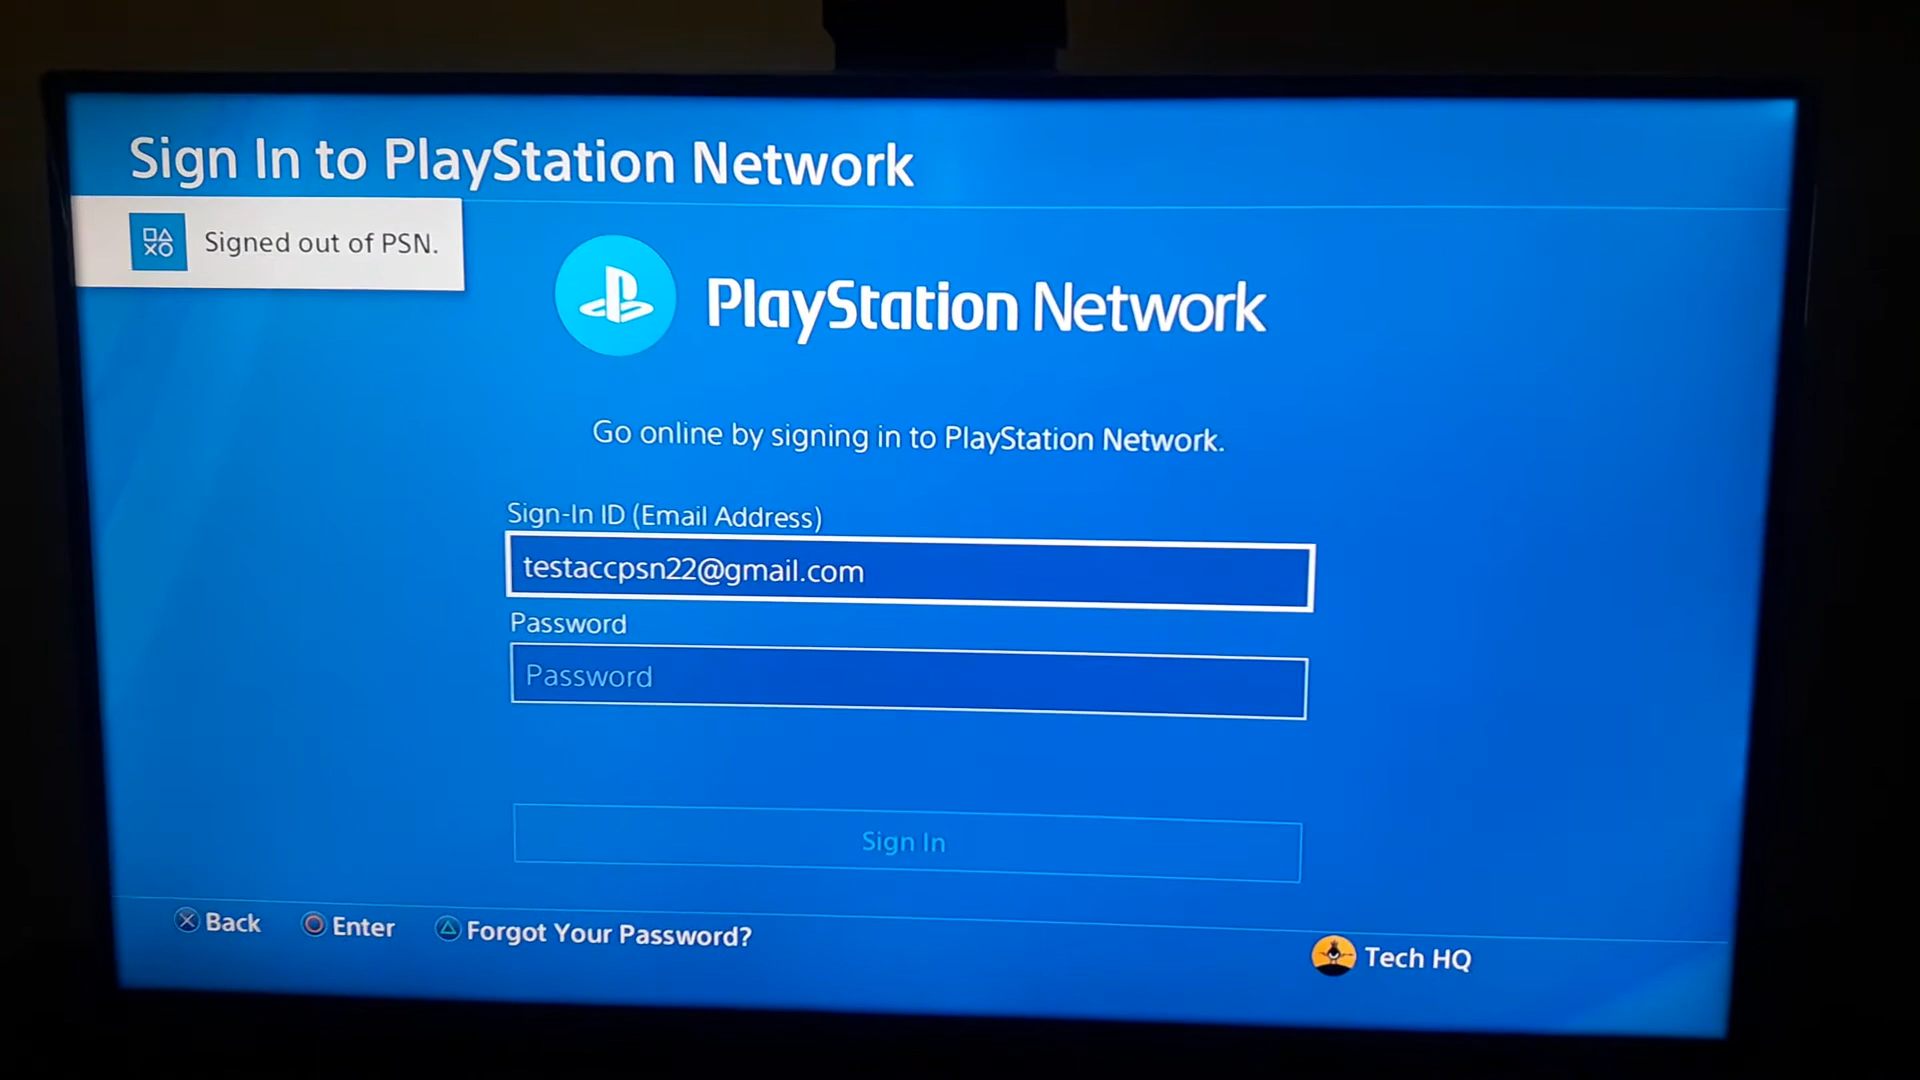 Sign In to PlayStation Network
Signed out of PSN.
PlayStation Network
Go online by signing in to PlayStation Network.
Sign-In ID (Email Address)
testaccpsn22@gmail.com
Password
Password
Sign In
Back Enter Forgot Your Password?
Tech HQ